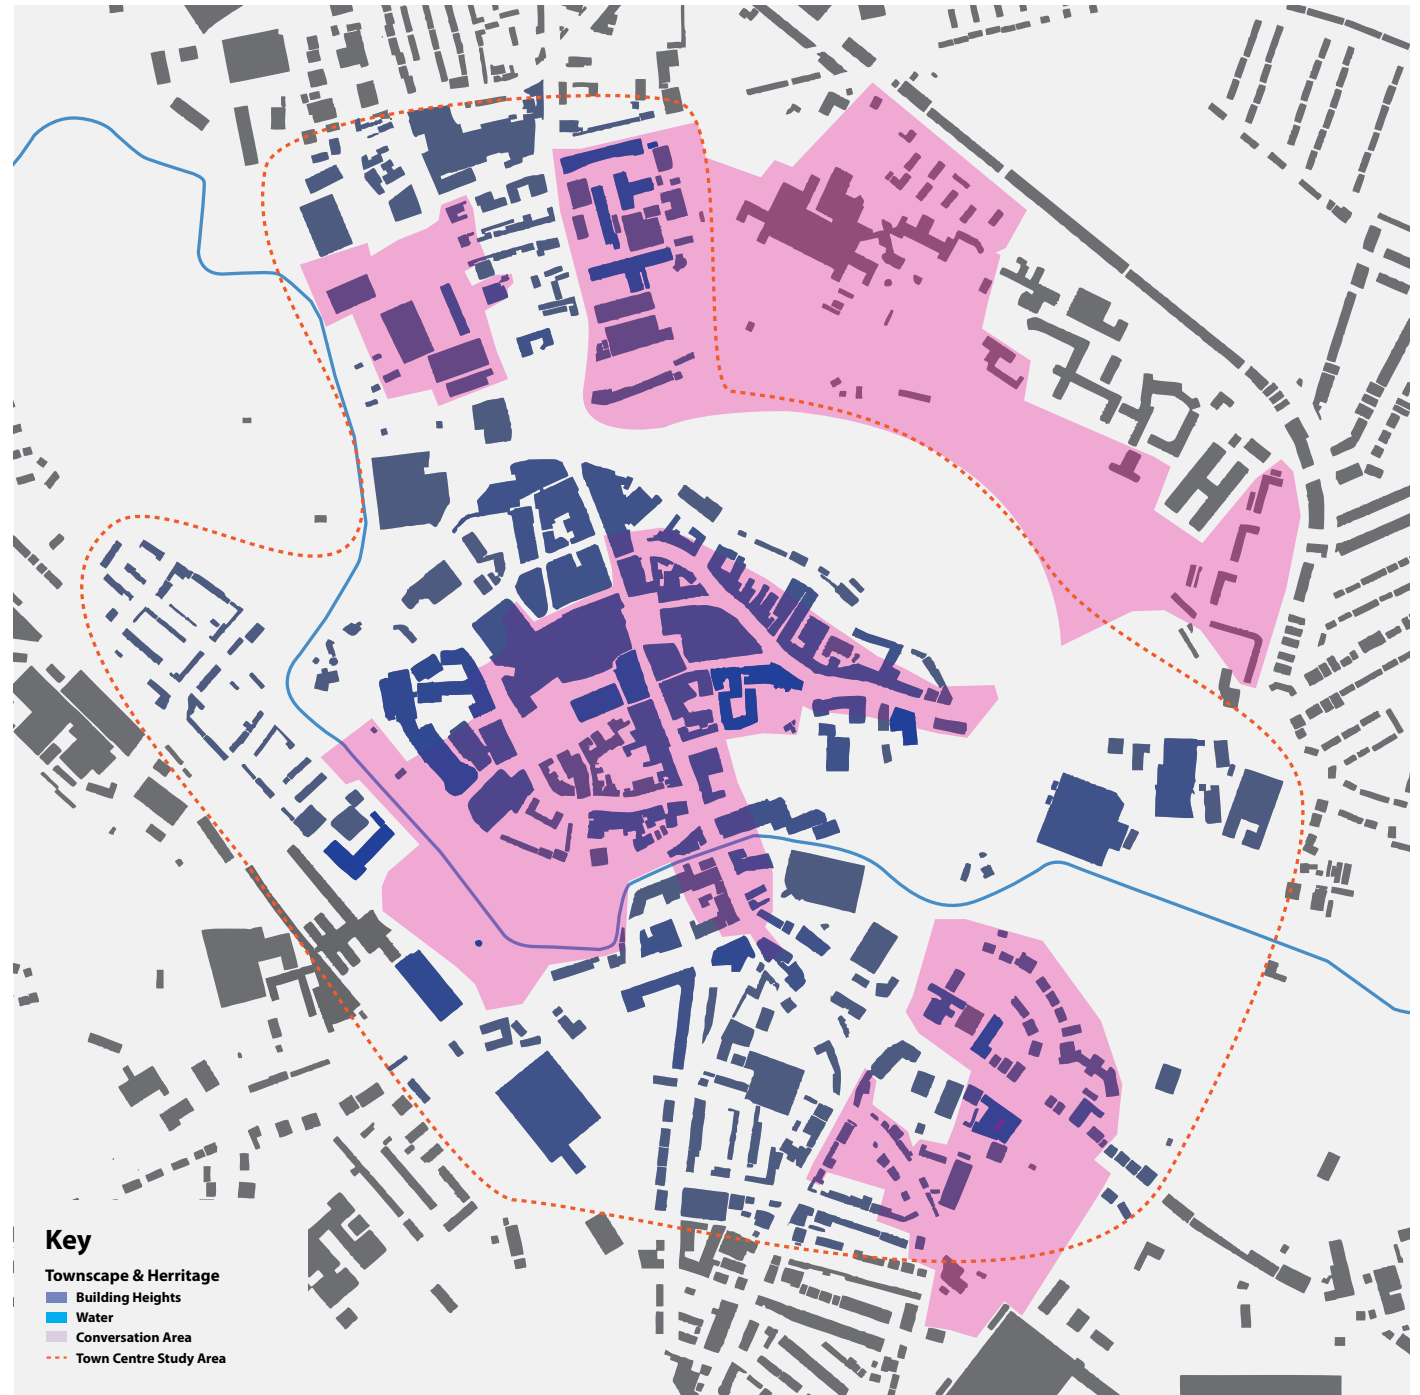 Key
Townscape & Herritage
Building Heights
Water
Conversation Area
Town Centre Study Area